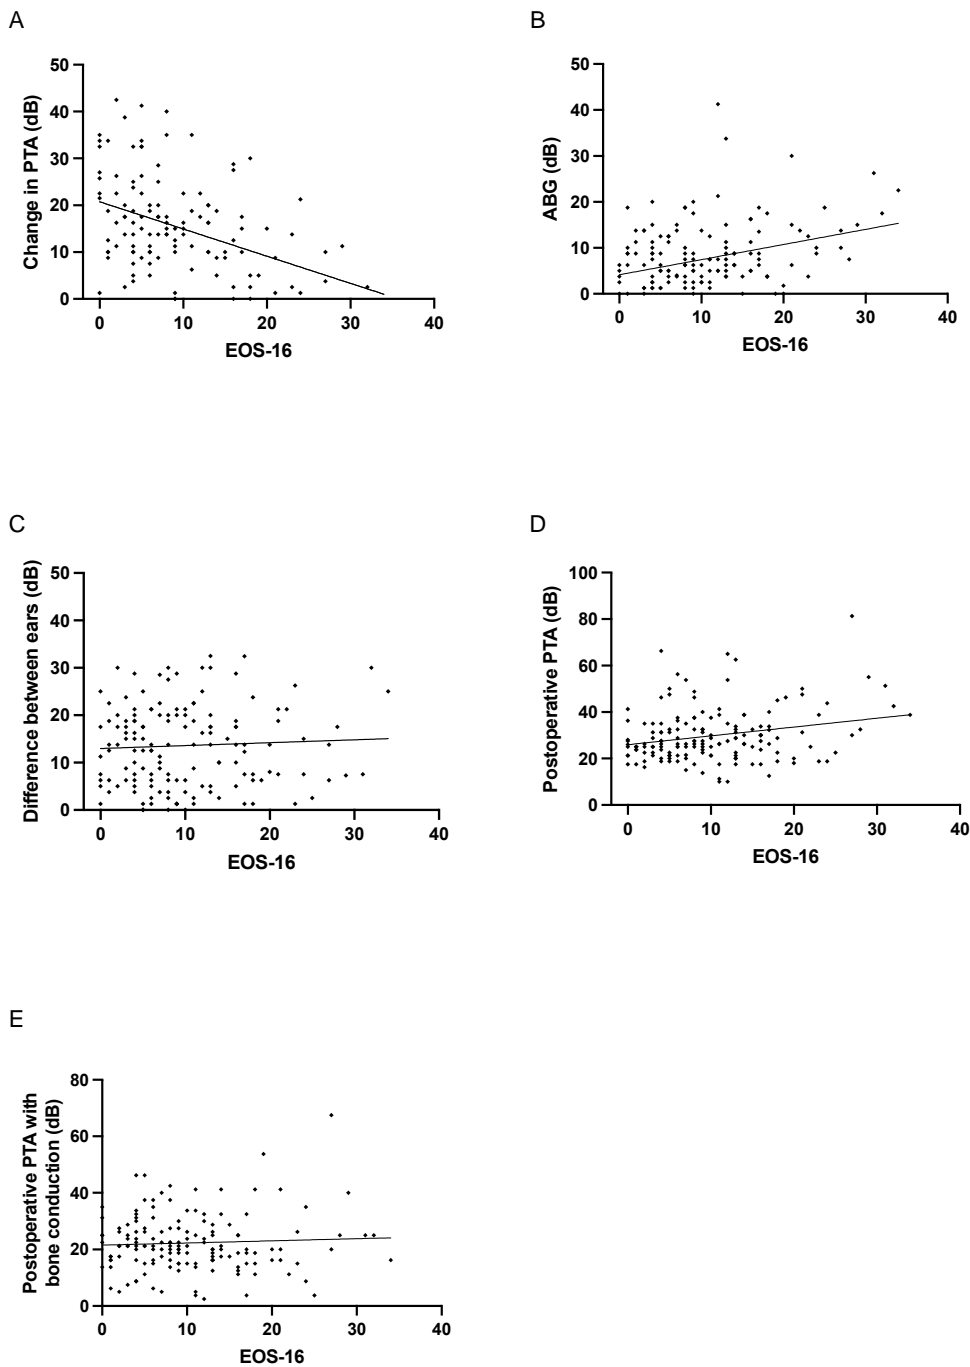 A
B
50
40
30
20
10
0
Change in PTA (dB)
0 10 20 30 40
EOS-16
50
40
30
20
10
0
ABG (dB)
0 10 20 30 40
EOS-16
C
D
50
40
30
20
10
0
Difference between ears (dB)
0 10 20 30 40
EOS-16
100
80
60
40
20
0
Postoperative PTA (dB)
0 10 20 30 40
EOS-16
E
80
60
40
20
0
Postoperative PTA with
bone conduction (dB)
0 10 20 30 40
EOS-16